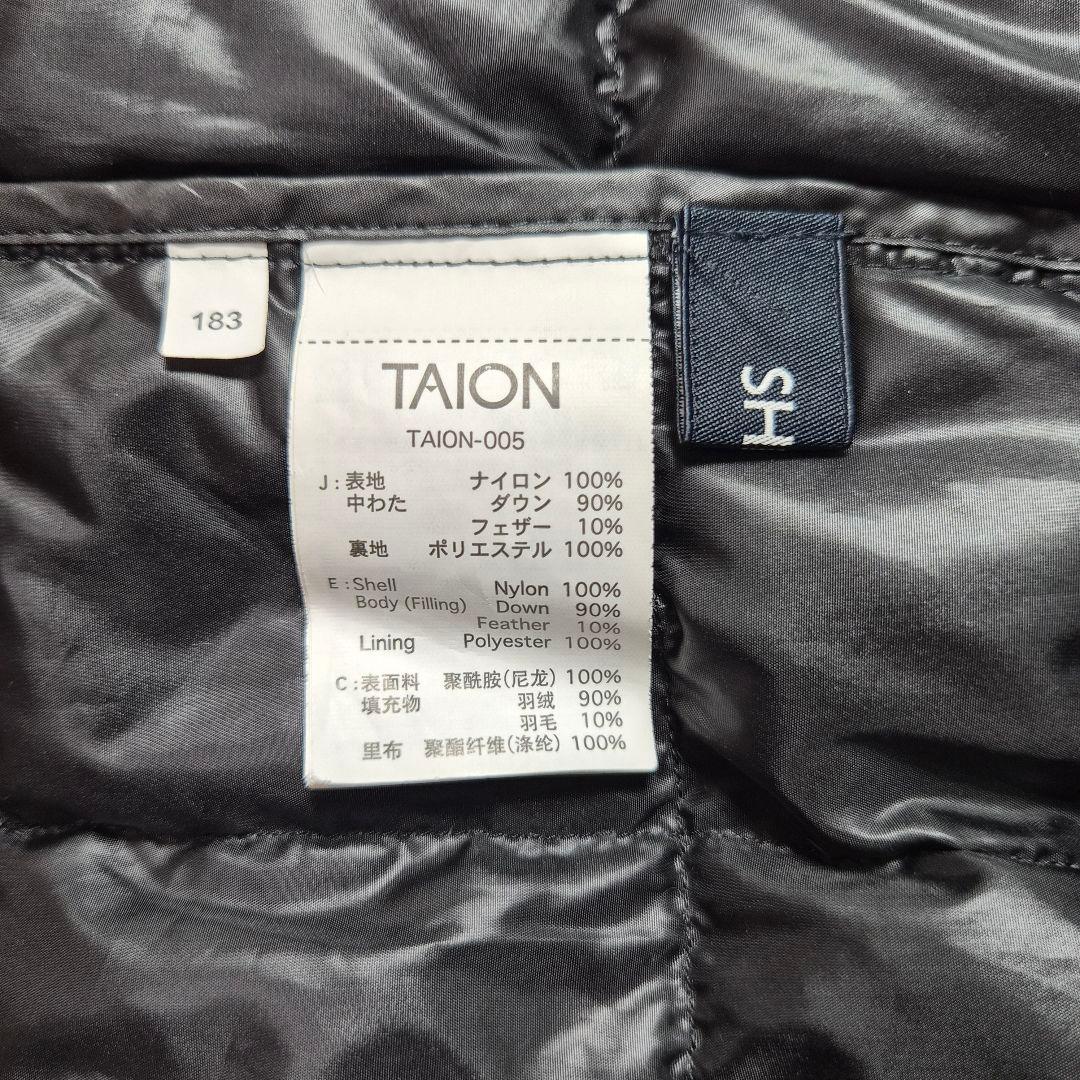 183
TAION
TAION-005
J:表地 ナイロン 100%
中わた ダウン 90%
フェザー 10%
裏地 ポリエステル 100%
E:Shell Nylon 100%
Body (Filling) Down 90%
Feather 10%
Lining Polyester 100%
C:表面料 聚酰胺(尼龙) 100%
填充物 羽绒 90%
羽毛 10%
里布 聚酯纤维(涤纶) 100%
SH